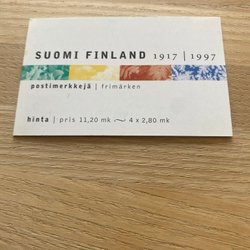 SUOMI FINLAND 1917 | 1997
postimerkkejä | frimärken
hinta | pris 11,20 mk ~ 4 x 2,80 mk